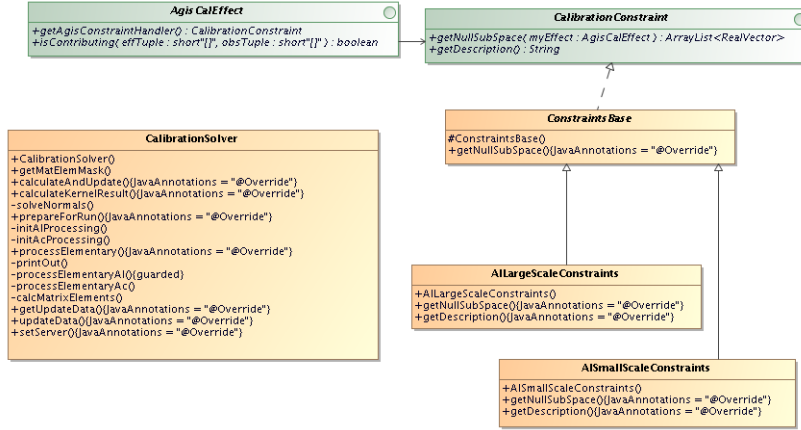 AgisCalEffect
+getAgisConstraintHandler() : CalibrationConstraint
+isContributing( effTuple : short"[]", obsTuple : short"[]" ) : boolean
CalibrationConstraint
+getNullSubSpace( myEffect : AgisCalEffect ) : ArrayList<RealVector>
+getDescription() : String
ConstraintsBase
#ConstraintsBase()
+getNullSubSpace(){JavaAnnotations = "@Override"}
CalibrationSolver
+CalibrationSolver()
+getMatElemMask()
+calculateAndUpdate(){JavaAnnotations = "@Override"}
+calculateKernelResult(){JavaAnnotations = "@Override"}
-solveNormals()
+prepareForRun(){JavaAnnotations = "@Override"}
-initAlProcessing()
-initAcProcessing()
+processElementary(){JavaAnnotations = "@Override"}
-printOut()
-processElementaryAl(){guarded}
-processElementaryAc()
-calcMatrixElements()
+getUpdateData(){JavaAnnotations = "@Override"}
+updateData(){JavaAnnotations = "@Override"}
+setServer(){JavaAnnotations = "@Override"}
AlLargeScaleConstraints
+AlLargeScaleConstraints()
+getNullSubSpace(){JavaAnnotations = "@Override"}
+getDescription(){JavaAnnotations = "@Override"}
AlSmallScaleConstraints
+AlSmallScaleConstraints()
+getNullSubSpace(){JavaAnnotations = "@Override"}
+getDescription(){JavaAnnotations = "@Override"}